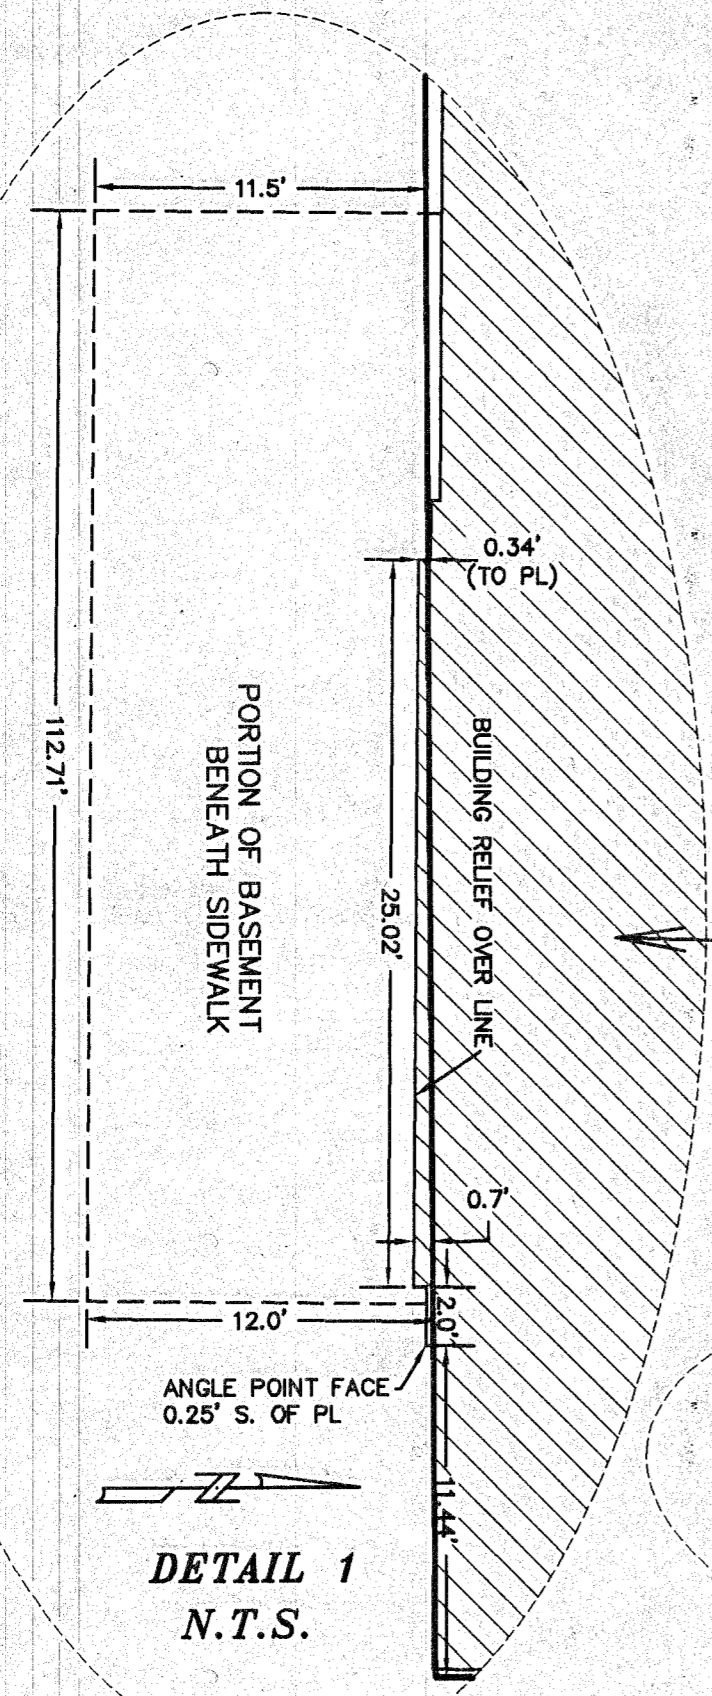 11.5'
0.34'
(TO PL)
BUILDING RELIEF OVER LINE
PORTION OF BASEMENT
BENEATH SIDEWALK
112.71'
25.02'
0.7'
2.0'
12.0'
ANGLE POINT FACE
0.25' S. OF PL
11.44'
N
DETAIL 1
N.T.S.